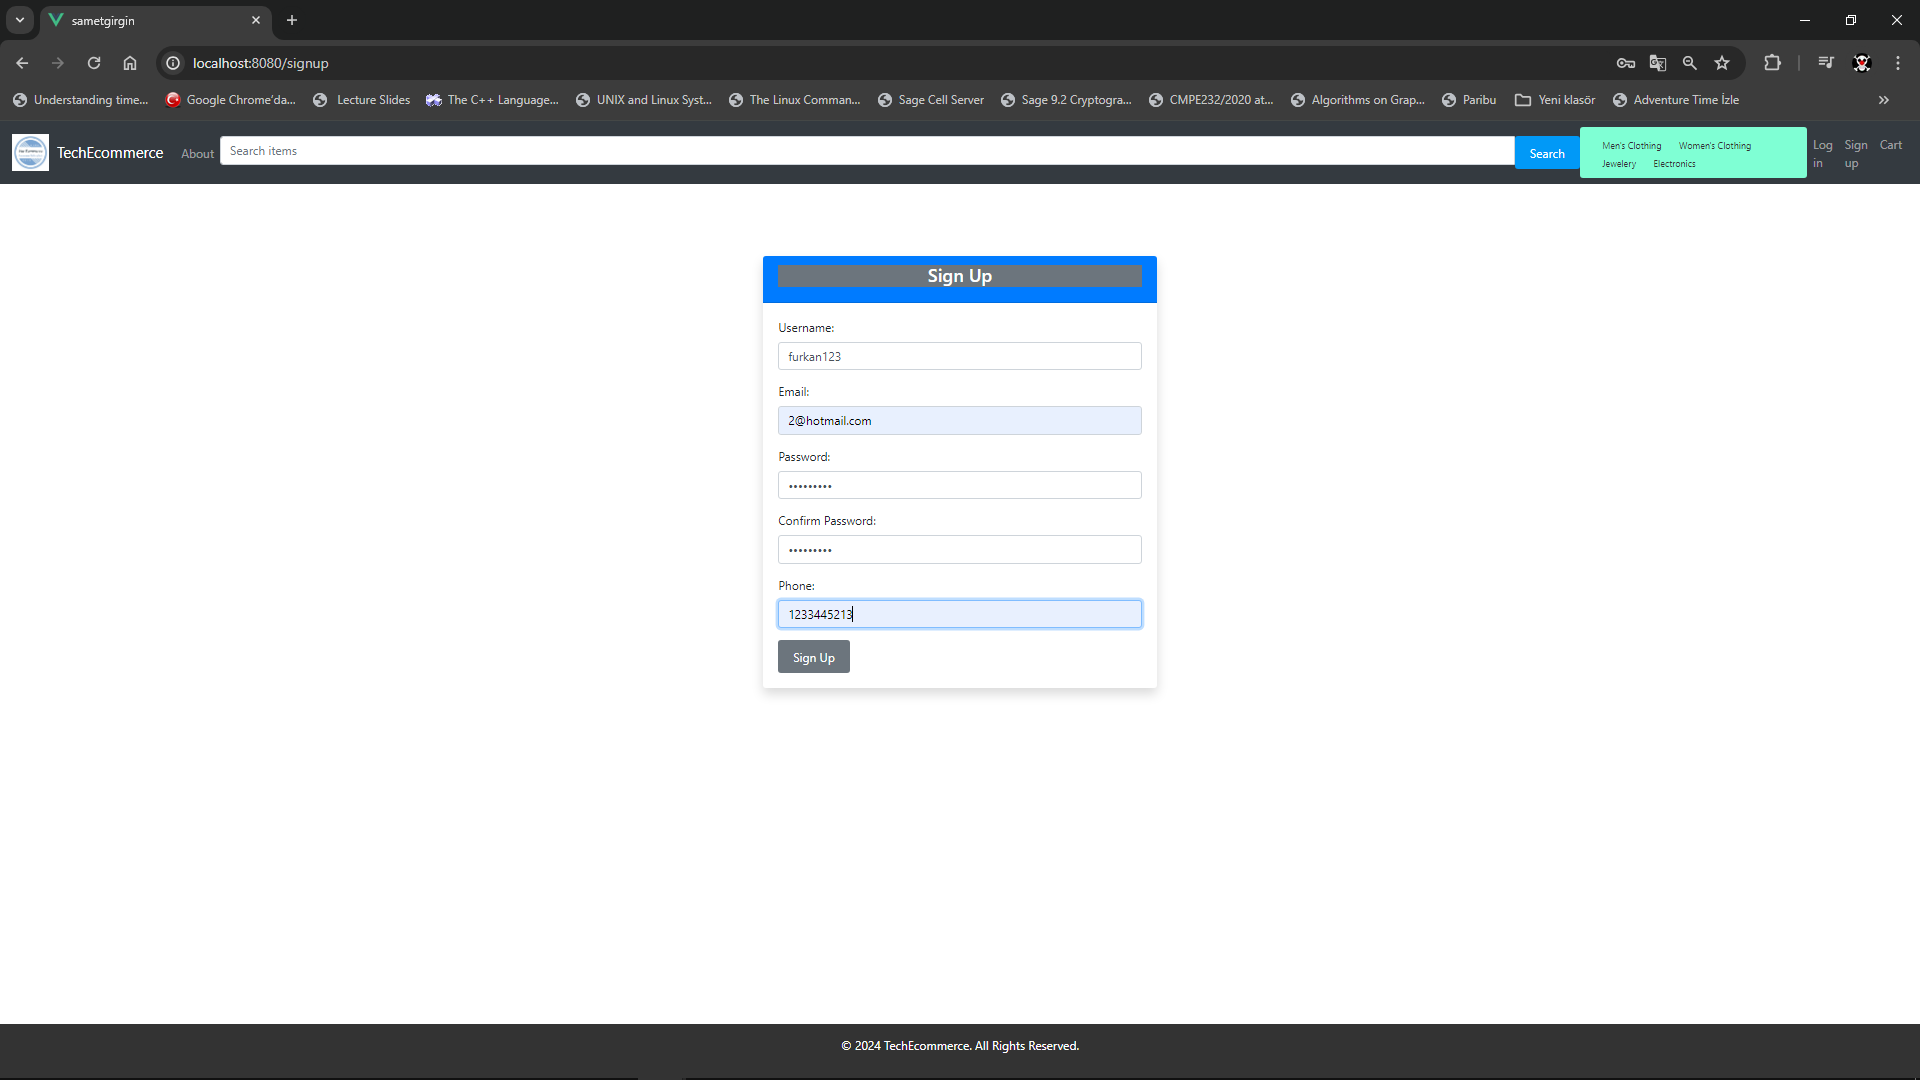 sametgirgin
localhost:8080/signup
Understanding time... Google Chrome'da... Lecture Slides The C++ Language... UNIX and Linux Syst... The Linux Comman... Sage Cell Server Sage 9.2 Cryptogra... CMPE232/2020 at... Algorithms on Grap... Paribu Yeni klasör Adventure Time İzle
TechEcommerce About Search items Search
Men's Clothing Women's Clothing
Jewelery Electronics
Log in
Sign up
Cart
Sign Up
Username:
furkan123
Email:
2@hotmail.com
Password:
•••••••••
Confirm Password:
•••••••••
Phone:
1233445213
Sign Up
© 2024 TechEcommerce. All Rights Reserved.